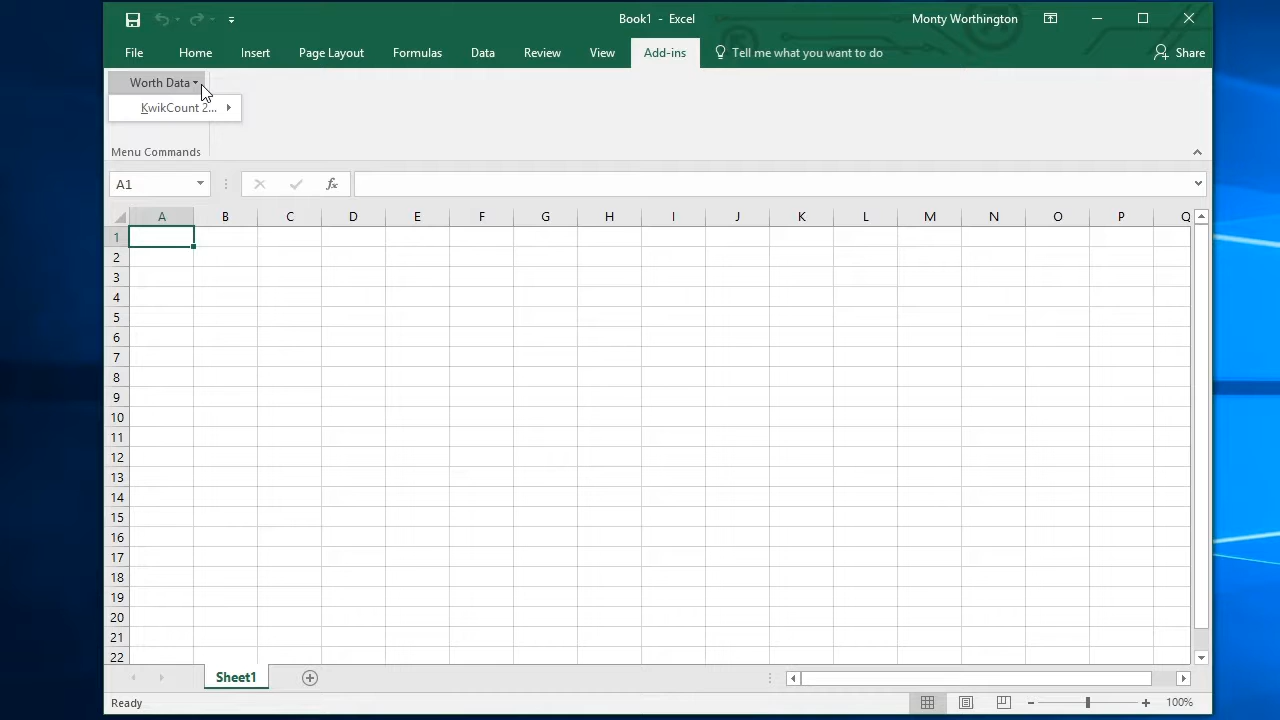 Book1 - Excel
Monty Worthington
File Home Insert Page Layout Formulas Data Review View Add-ins Tell me what you want to do Share
Worth Data
KwikCount 2...
Menu Commands
A1
fx
A B C D E F G H I J K L M N O P Q
1
2
3
4
5
6
7
8
9
10
11
12
13
14
15
16
17
18
19
20
21
22
Sheet1
Ready
100%